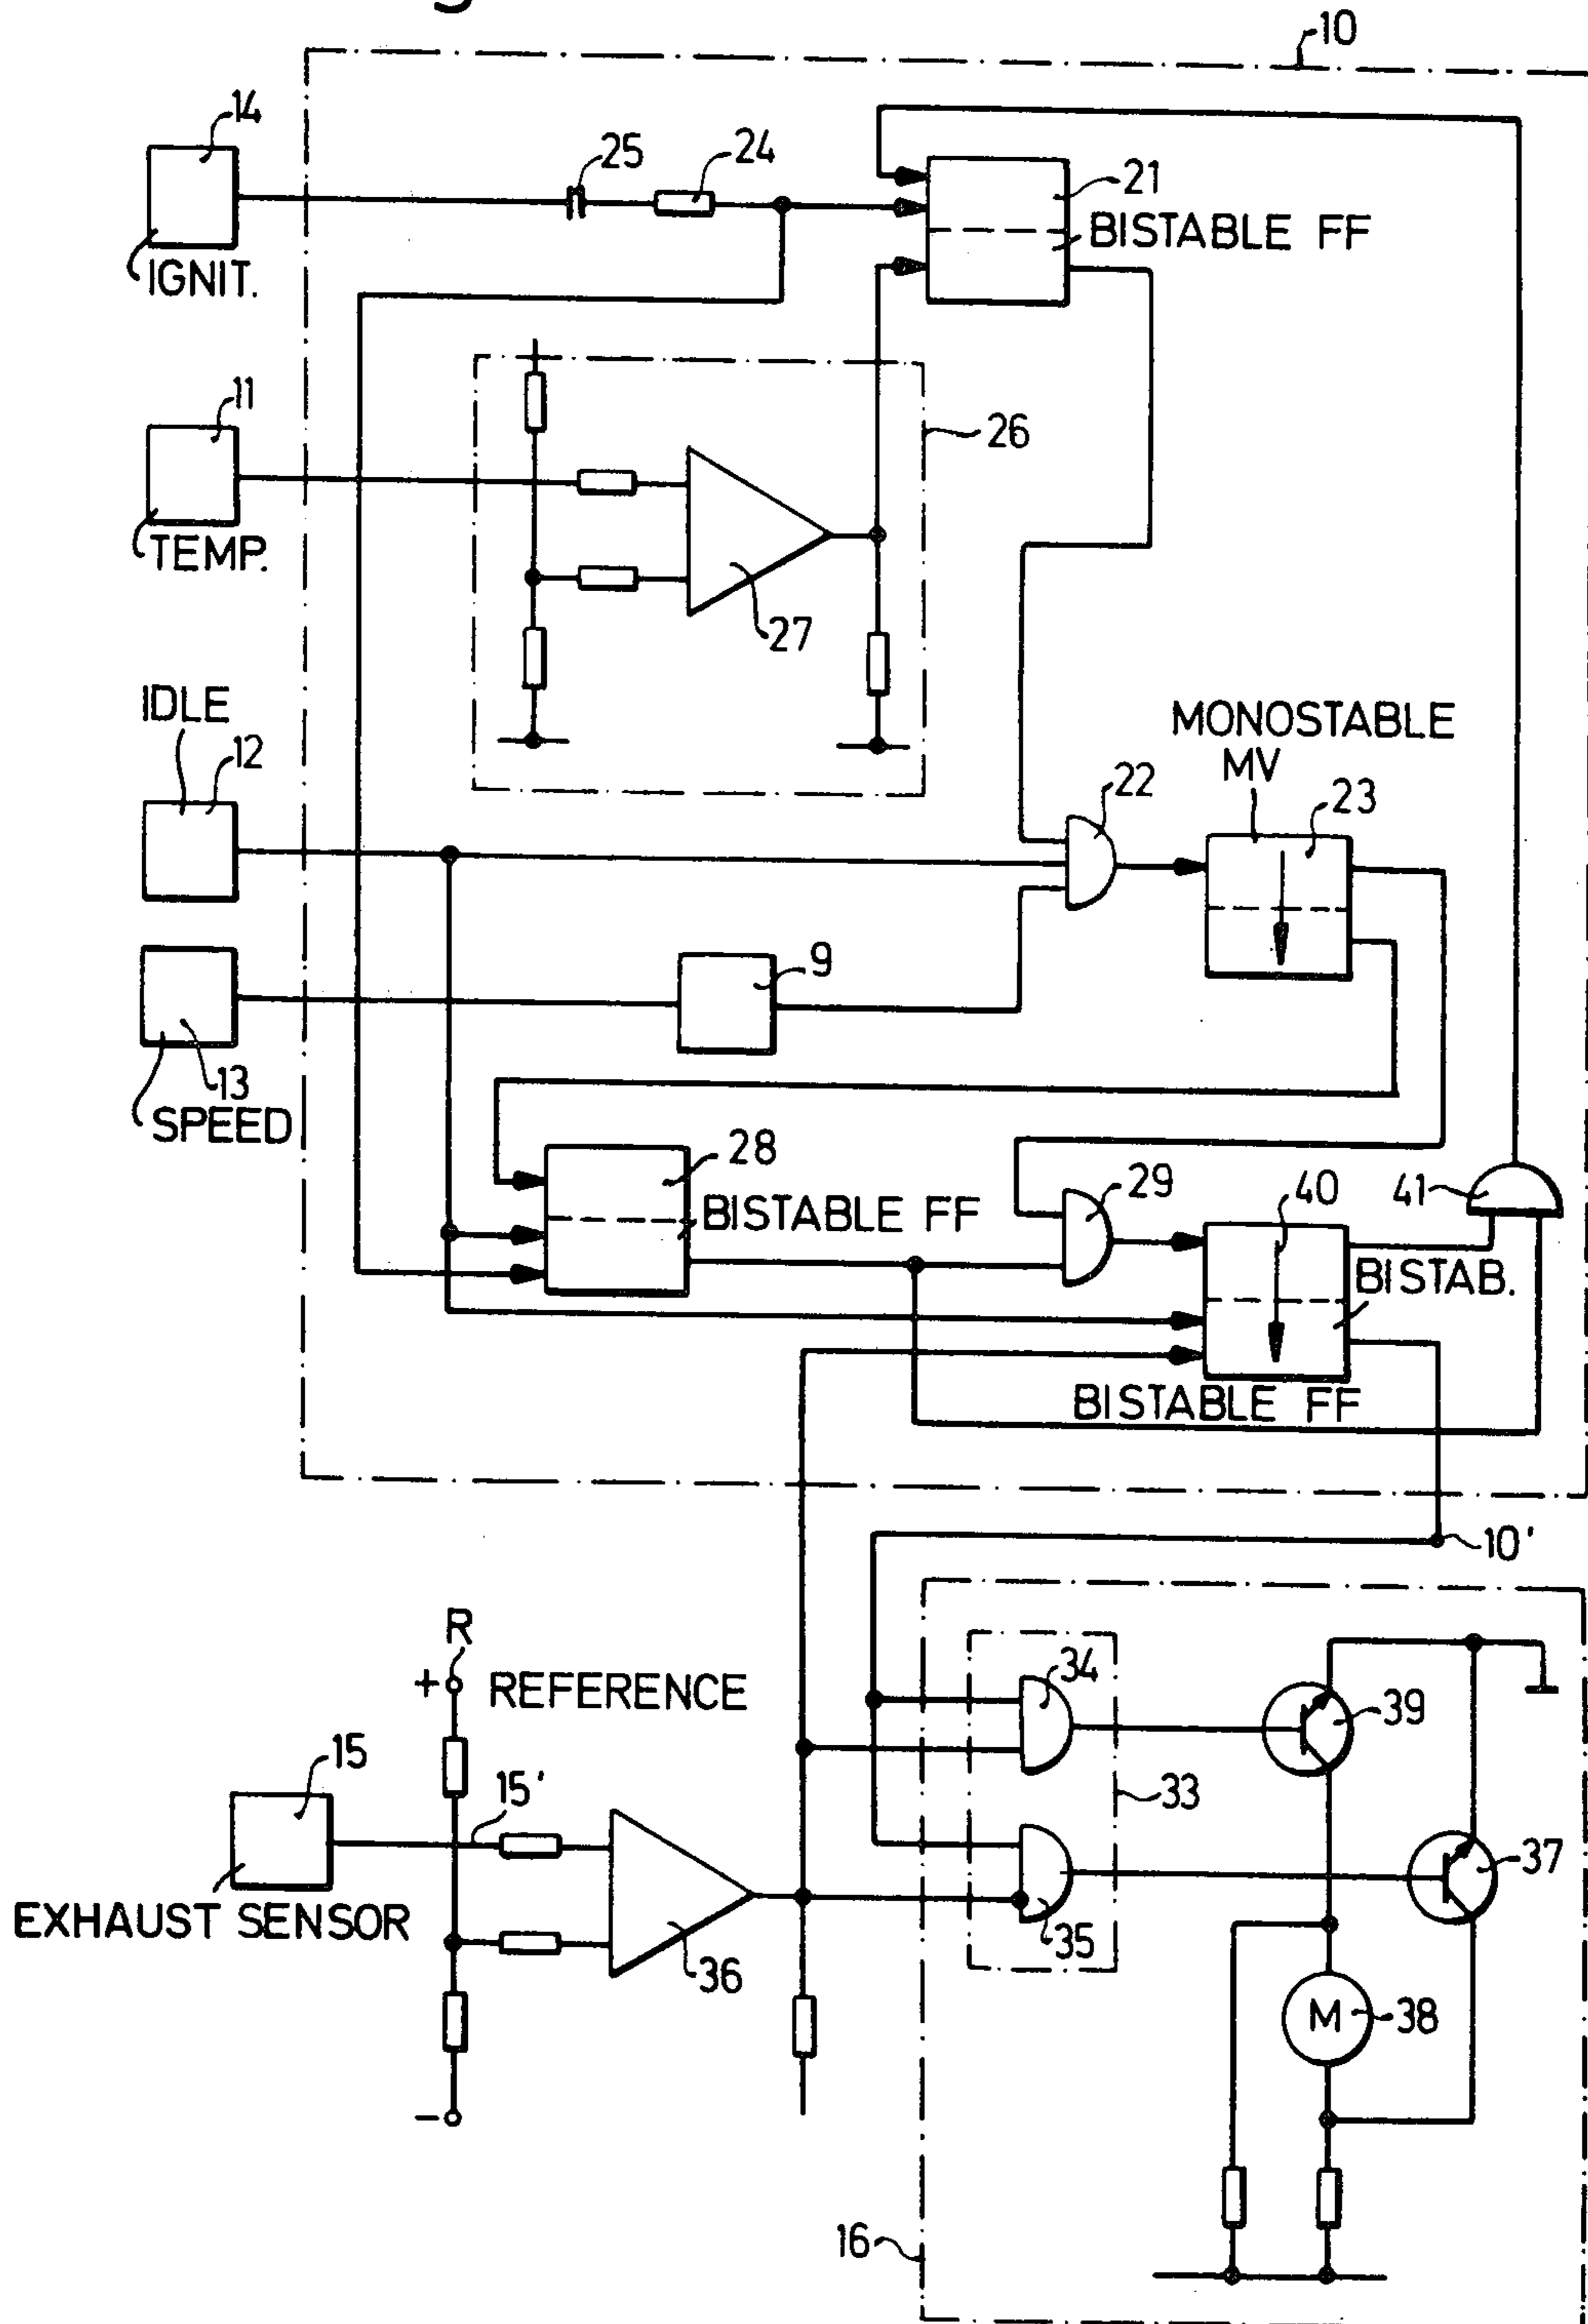 10
14
25
24
21
BISTABLE FF
IGNIT.
11
26
TEMP.
27
IDLE
12
MONOSTABLE
MV
22
23
9
13
SPEED
28
BISTABLE FF
29
40
41
BISTAB.
BISTABLE FF
10'
R
+
REFERENCE
34
39
15
15'
33
37
EXHAUST SENSOR
36
35
M
38
-
16